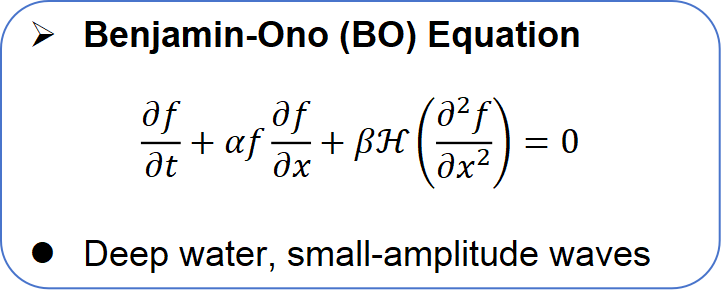 ➢ Benjamin-Ono (BO) Equation
∂f/∂t + αf ∂f/∂x + βℋ(∂²f/∂x²) = 0
● Deep water, small-amplitude waves